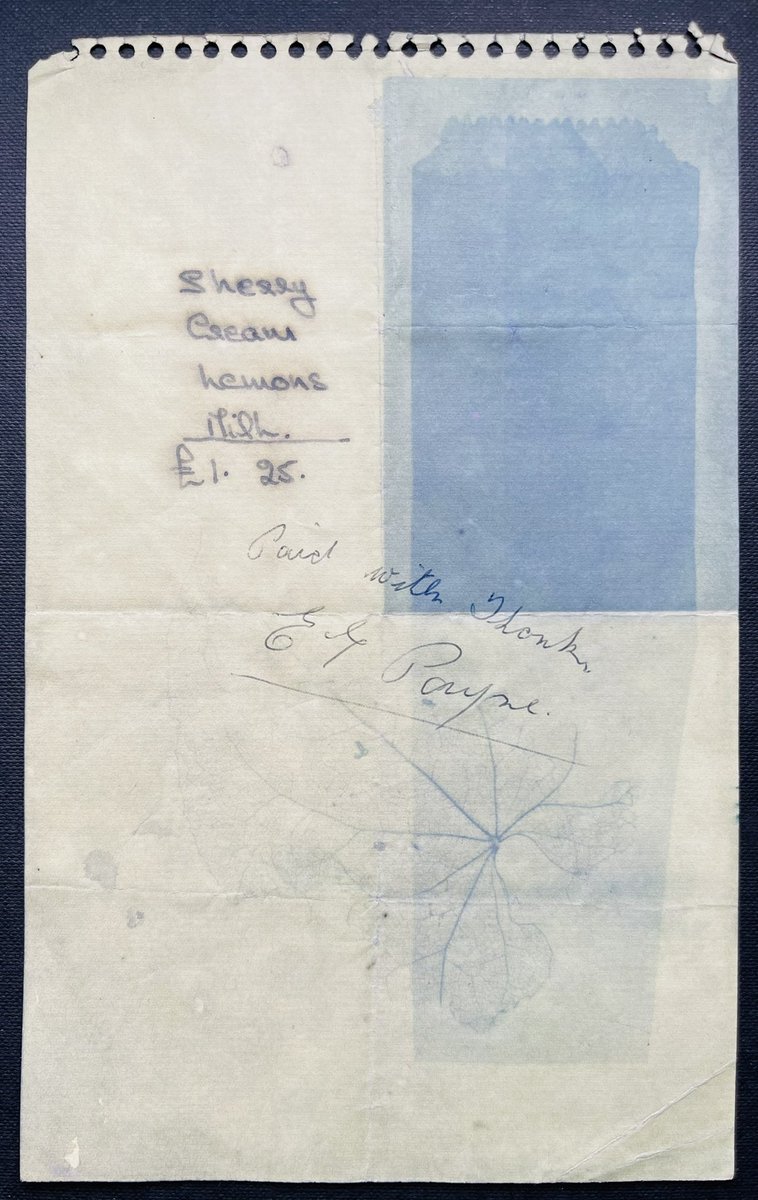 Sherry
Cream
Lemons
Milk.
£1. 25.
Paid with Thanks
E G Payne.